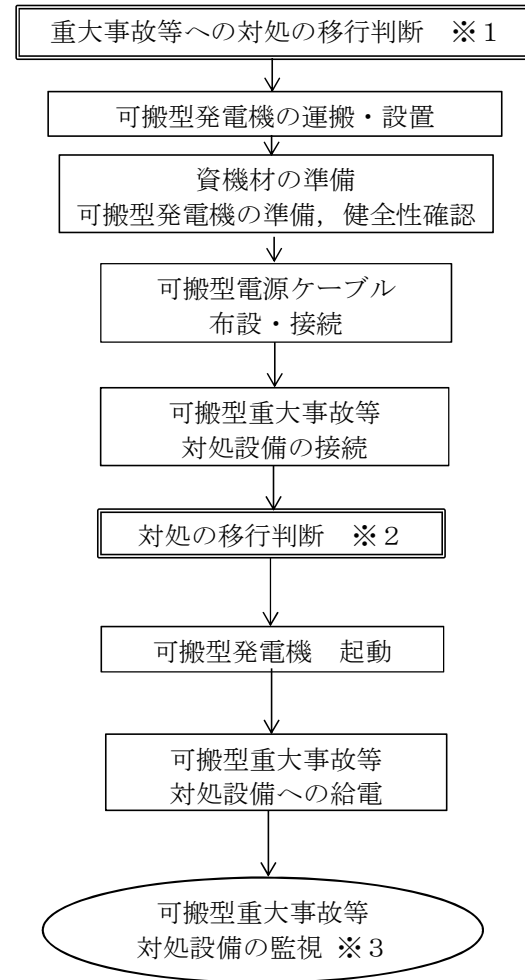 重大事故等への対処の移行判断　※１
可搬型発電機の運搬・設置
資機材の準備
可搬型発電機の準備，健全性確認
可搬型電源ケーブル
布設・接続
可搬型重大事故等
対処設備の接続
対処の移行判断　※２
可搬型発電機　起動
可搬型重大事故等
対処設備への給電
可搬型重大事故等
対処設備の監視 ※３